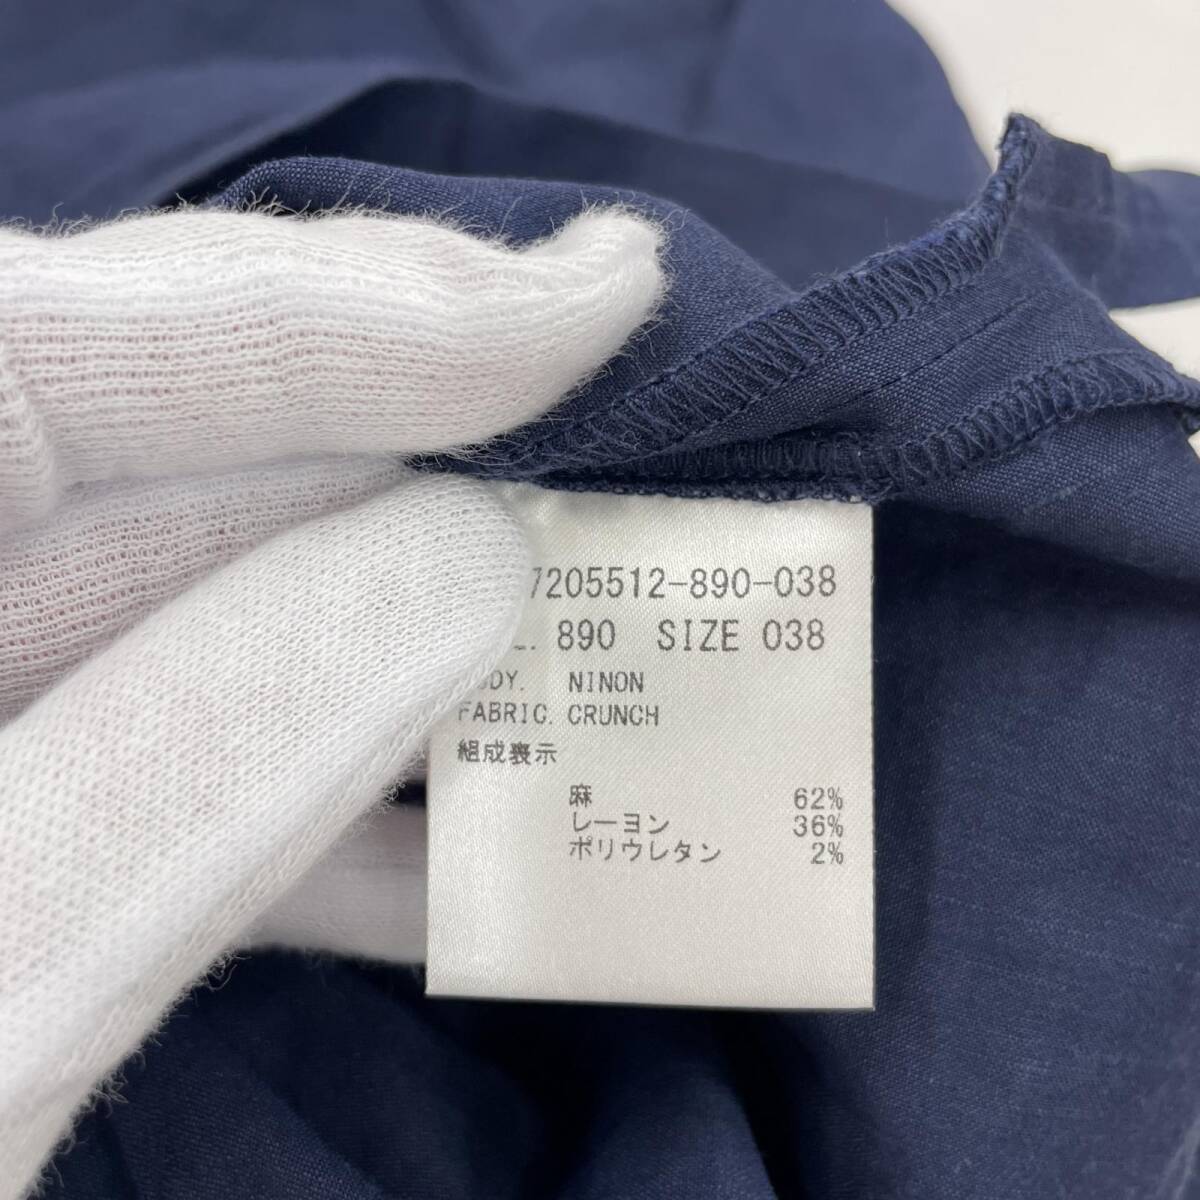 7205512-890-038
. 890 SIZE 038
ODY. NINON
FABRIC. CRUNCH
組成表示
麻 62%
レーヨン 36%
ポリウレタン 2%